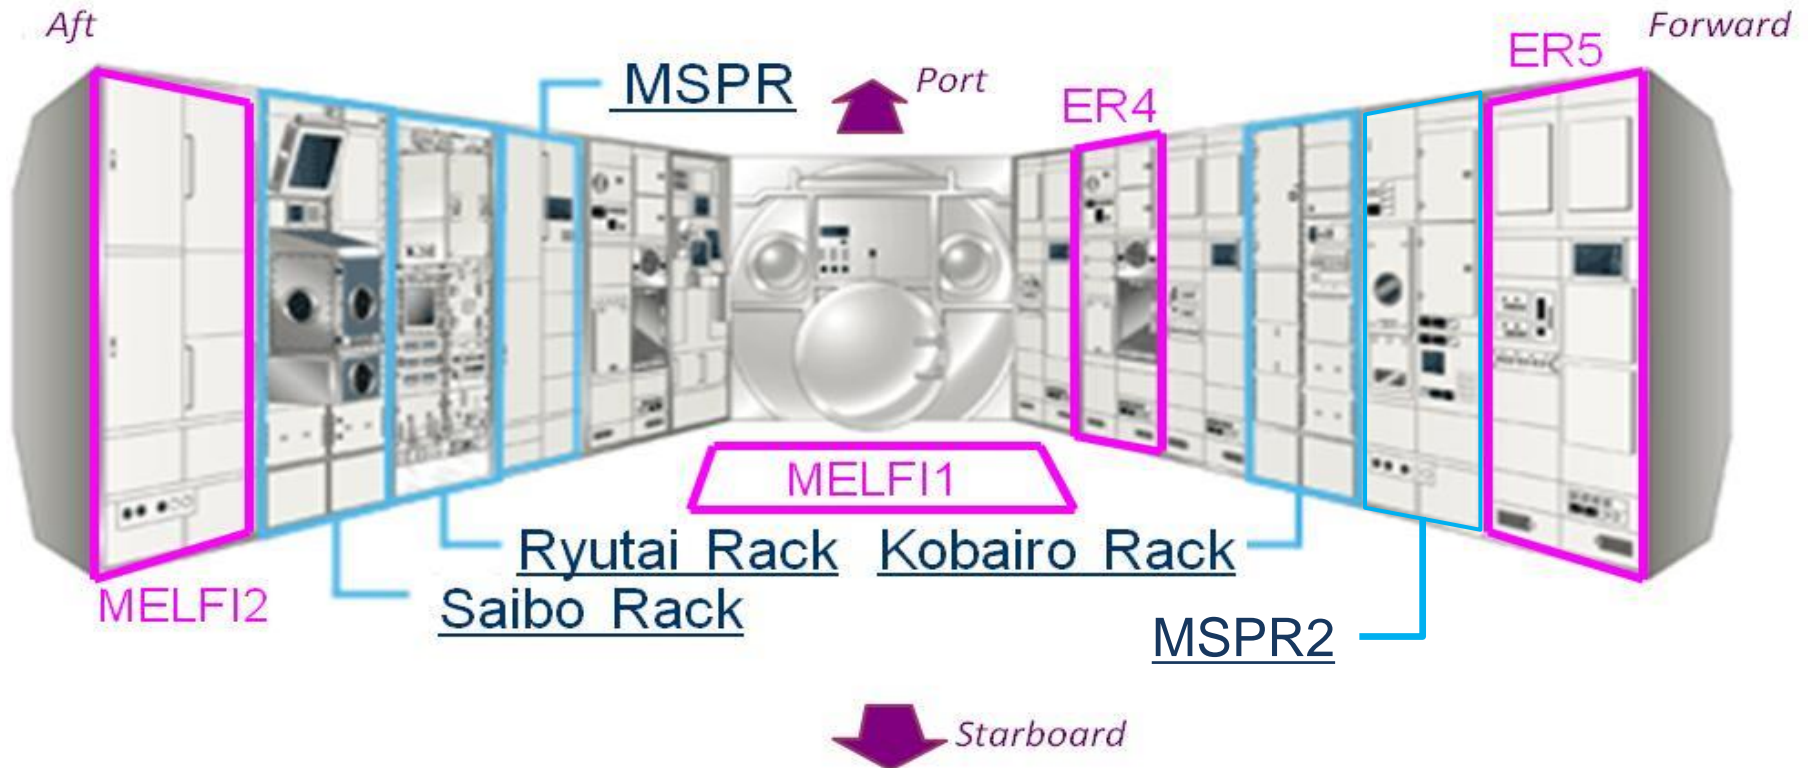 Aft
Forward
MSPR
Port
ER4
ER5
MELFI1
Ryutai Rack
Kobairo Rack
MELFI2
Saibo Rack
MSPR2
Starboard